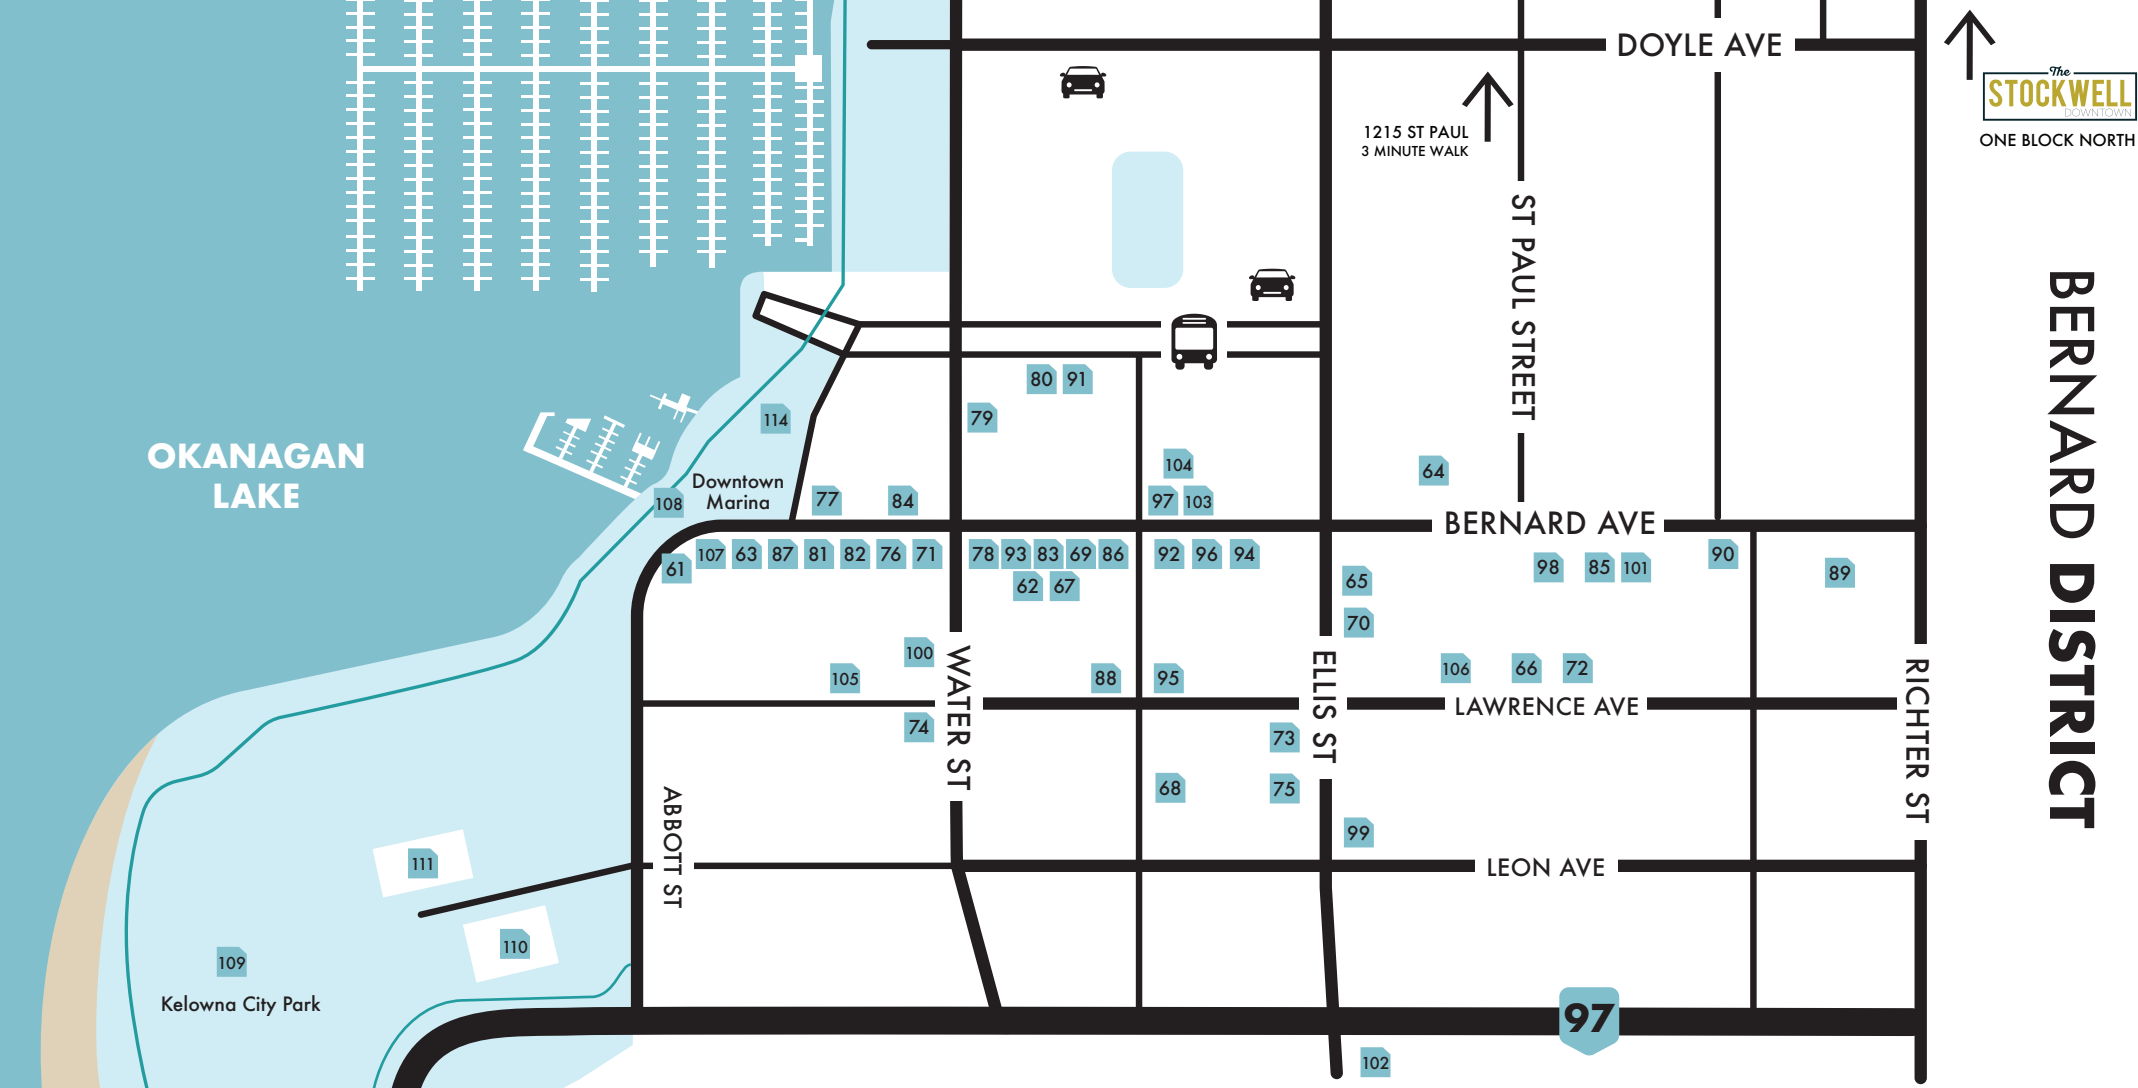 DOYLE AVE
The
STOCKWELL
DOWNTOWN
ONE BLOCK NORTH
1215 ST PAUL
3 MINUTE WALK
ST PAUL STREET
BERNARD DISTRICT
OKANAGAN
LAKE
80 91
79
114
104
64
Downtown
Marina
108
77 84
97 103
BERNARD AVE
61
107 63 87 81 82 76 71
78 93 83 69 86
92 96 94
62 67
65
98 85 101
90
89
70
100
105
88 95
106 66 72
WATER ST
ELLIS ST
LAWRENCE AVE
RICHTER ST
74
73
68
75
99
ABBOTT ST
LEON AVE
111
110
109
Kelowna City Park
97
102